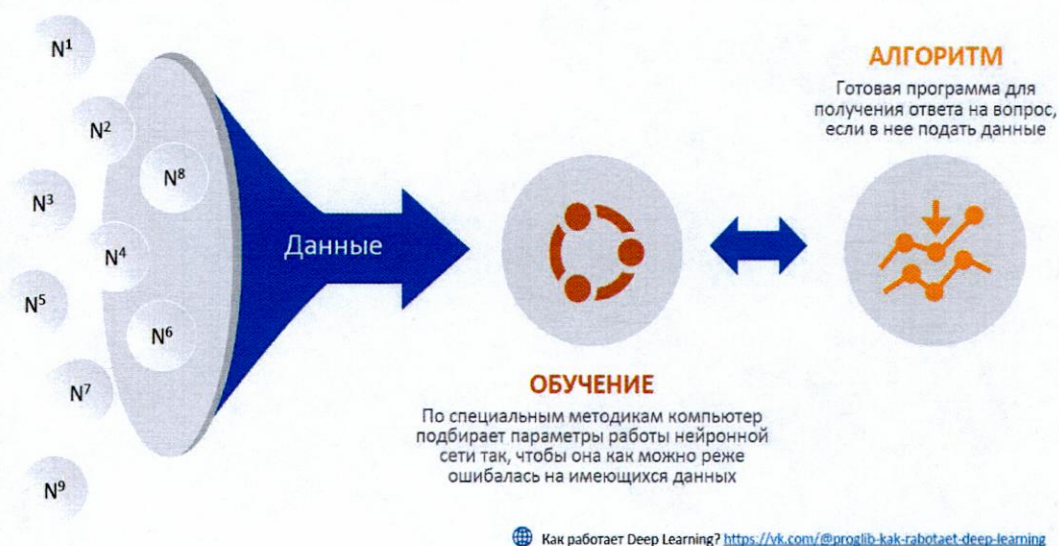 N¹
N²
N³
N⁸
N⁴
N⁵
N⁶
N⁷
N⁹
Данные
ОБУЧЕНИЕ
По специальным методикам компьютер
подбирает параметры работы нейронной
сети так, чтобы она как можно реже
ошибалась на имеющихся данных
АЛГОРИТМ
Готовая программа для
получения ответа на вопрос,
если в нее подать данные
Как работает Deep Learning? https://vk.com/@proglib-kak-rabotaet-deep-learning